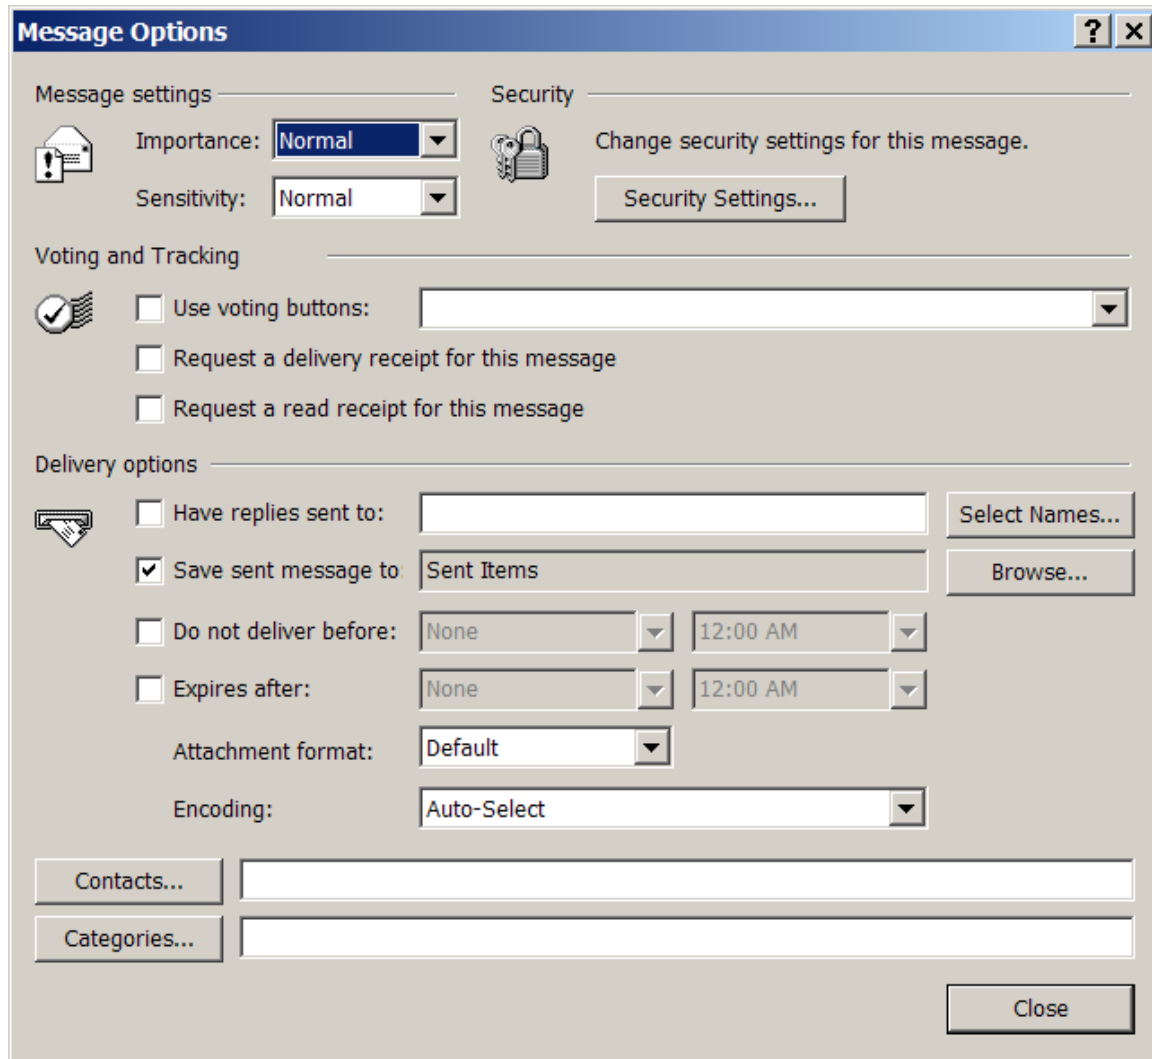 Message Options
Message settings
Security
Importance: Normal
Change security settings for this message.
Sensitivity: Normal
Security Settings...
Voting and Tracking
Use voting buttons:
Request a delivery receipt for this message
Request a read receipt for this message
Delivery options
Have replies sent to:
Select Names...
Save sent message to: Sent Items
Browse...
Do not deliver before: None 12:00 AM
Expires after: None 12:00 AM
Attachment format: Default
Encoding: Auto-Select
Contacts...
Categories...
Close